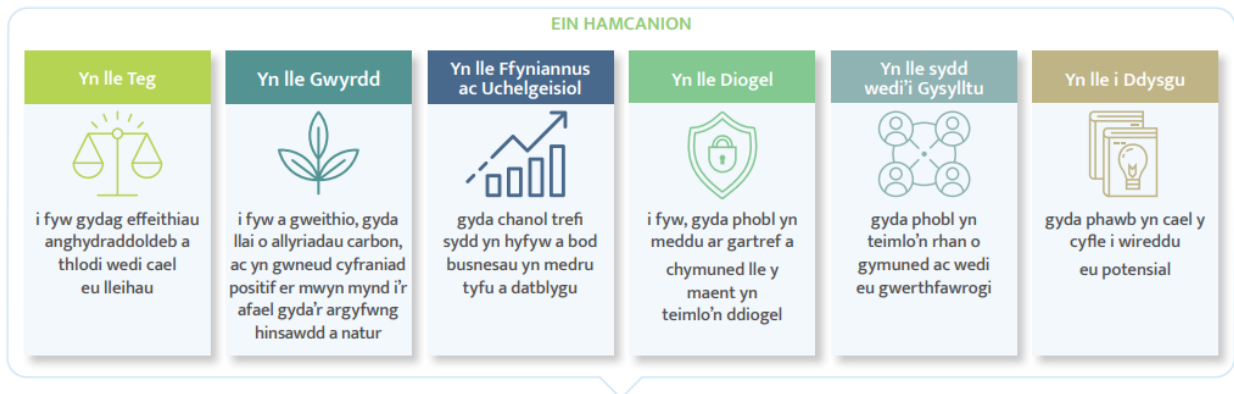 EIN HAMCANION
Yn lle Teg
i fyw gydag effeithiau
anghydraddoldeb a
thlodi wedi cael
eu lleihau
Yn lle Gwyrdd
i fyw a gweithio, gyda
llai o allyriadau carbon,
ac yn gwneud cyfraniad
positif er mwyn mynd i'r
afael gyda'r argyfwng
hinsawdd a natur
Yn lle Ffyniannus
ac Uchelgeisiol
gyda chanol trefi
sydd yn hyfyw a bod
busnesau yn medru
tyfu a datblygu
Yn lle Diogel
i fyw, gyda phobl yn
meddu ar gartref a
chymuned lle y
maent yn
teimlo'n ddiogel
Yn lle sydd
wedi'i Gysylltu
gyda phobl yn
teimlo'n rhan o
gymuned ac wedi
eu gwerthfawrogi
Yn lle i Ddysgu
gyda phawb yn cael y
cyfle i wireddu
eu potensial